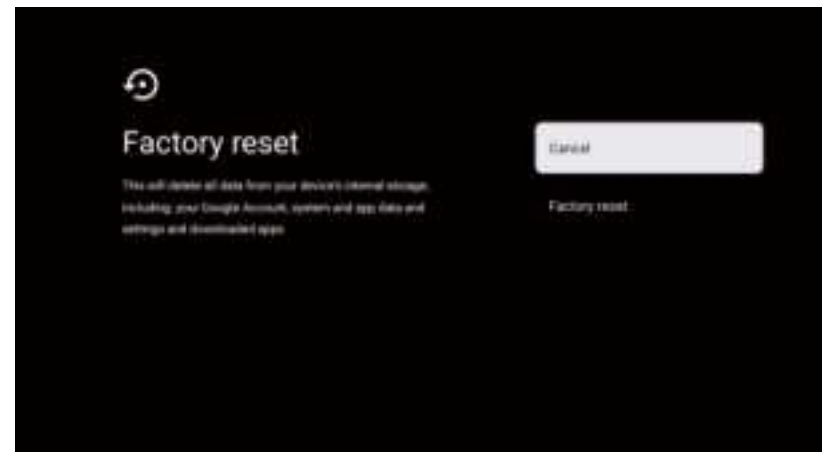 Factory reset
This will delete all data from your device's internal storage,
including: your Google Account, system and app data and
settings and downloaded apps
Cancel
Factory reset